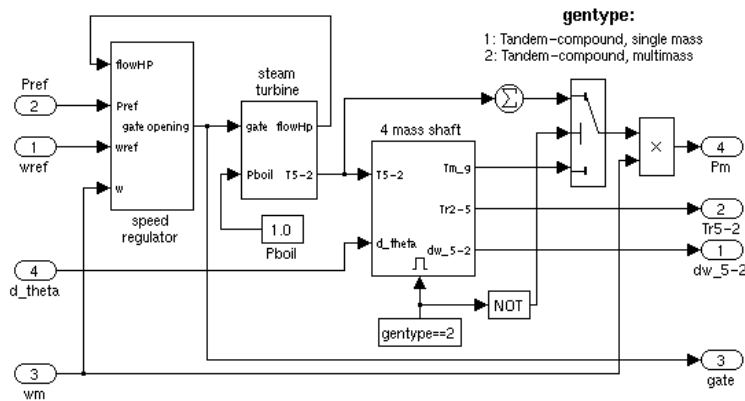 gentype:
1: Tandem-compound, single mass
2: Tandem-compound, multimass
flowHP
Pref
2
Pref
gate opening
1
wref
wref
w
speed
regulator
steam
turbine
gate
flowHp
Pboil
T5-2
1.0
Pboil
4 mass shaft
T5-2
Tm_g
Tr2-5
d_theta
dw_5-2
Σ
×
4
Pm
2
Tr5-2
1
dw_5-2
4
d_theta
NOT
gentype==2
3
wm
3
gate